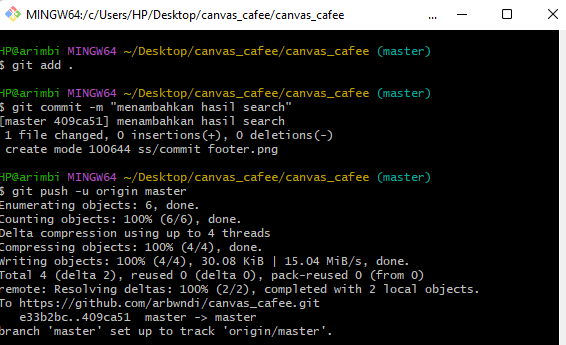 MINGW64:/c/Users/HP/Desktop/canvas_cafee/canvas_cafee ...
HP@arimbi MINGW64 ~/Desktop/canvas_cafee/canvas_cafee (master)
$ git add .
HP@arimbi MINGW64 ~/Desktop/canvas_cafee/canvas_cafee (master)
$ git commit -m "menambahkan hasil search"
[master 409ca51] menambahkan hasil search
1 file changed, 0 insertions(+), 0 deletions(-)
create mode 100644 ss/commit footer.png
HP@arimbi MINGW64 ~/Desktop/canvas_cafee/canvas_cafee (master)
$ git push -u origin master
Enumerating objects: 6, done.
Counting objects: 100% (6/6), done.
Delta compression using up to 4 threads
Compressing objects: 100% (4/4), done.
Writing objects: 100% (4/4), 30.08 KiB | 15.04 MiB/s, done.
Total 4 (delta 2), reused 0 (delta 0), pack-reused 0 (from 0)
remote: Resolving deltas: 100% (2/2), completed with 2 local objects.
To https://github.com/arbwndi/canvas_cafee.git
e33b2bc..409ca51 master -> master
branch 'master' set up to track 'origin/master'.